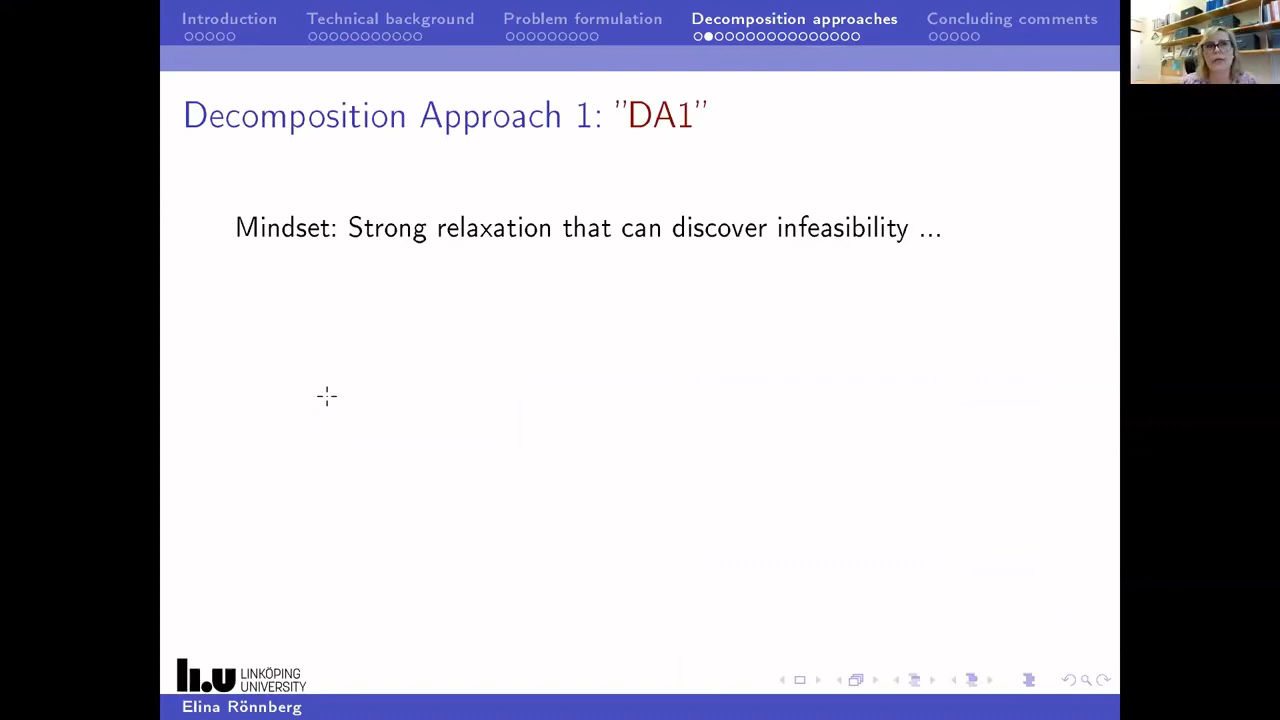 Introduction Technical background Problem formulation Decomposition approaches Concluding comments
Decomposition Approach 1: ”DA1”
Mindset: Strong relaxation that can discover infeasibility ...
li.u LINKÖPING
UNIVERSITY
Elina Rönnberg